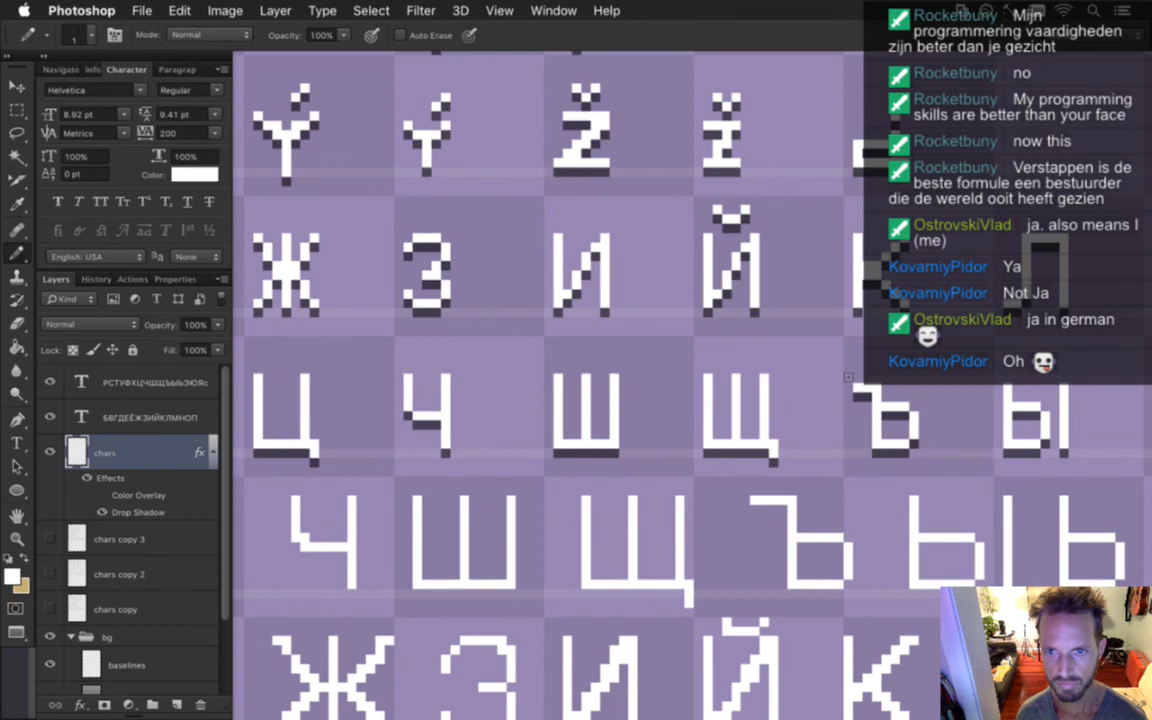 Photoshop File Edit Image Layer Type Select Filter 3D View Window Help
1 Mode: Normal Opacity: 100% Auto Erase
Navigate Info Character Paragrap
Helvetica Regular
8.92 pt 9.41 pt
Metrics 200
100% 100%
0 pt Color:
English: USA None
Layers History Actions Properties
Kind
Normal Opacity: 100%
Lock: Fill: 100%
РСТУФХЦЧШЩЪЫЬЭЮЯ
БВГДЕЁЖЗИЙКЛМНОП
chars fx
Effects
Color Overlay
Drop Shadow
chars copy 3
chars copy 2
chars copy
bg
baselines
Ý ý Ž ž
Ж З И Й
Ц Ч Ш Щ Ъ Ы
Ч Ш Щ Ъ Ы Ь
Ж З И Й К
Rocketbuny Mijn
programmering vaardigheden
zijn beter dan je gezicht
Rocketbuny no
Rocketbuny My programming
skills are better than your face
Rocketbuny now this
Rocketbuny Verstappen is de
beste formule een bestuurder
die de wereld ooit heeft gezien
OstrovskiVlad ja. also means I
(me)
KovarniyPidor Ya
KovarniyPidor Not Ja
OstrovskiVlad ja in german
KovarniyPidor Oh